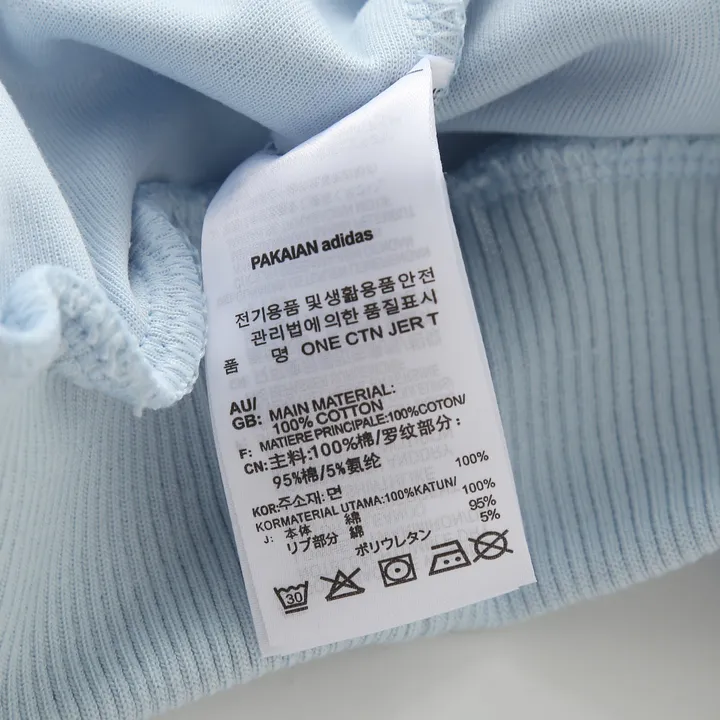 PAKAIAN adidas
전기용품 및생활용품안전
관리법에의한품질표시
품 명 ONE CTN JER T
AU/
GB: MAIN MATERIAL:
100% COTTON
F: MATIERE PRINCIPALE:100%COTON/
CN:主料:100%棉/罗纹部分:
95%棉/5%氨纶
KOR:주소재:면 100%
KORMATERIAL UTAMA:100%KATUN/
J: 本体 綿 100%
リブ部分 綿 95%
ポリウレタン 5%
30